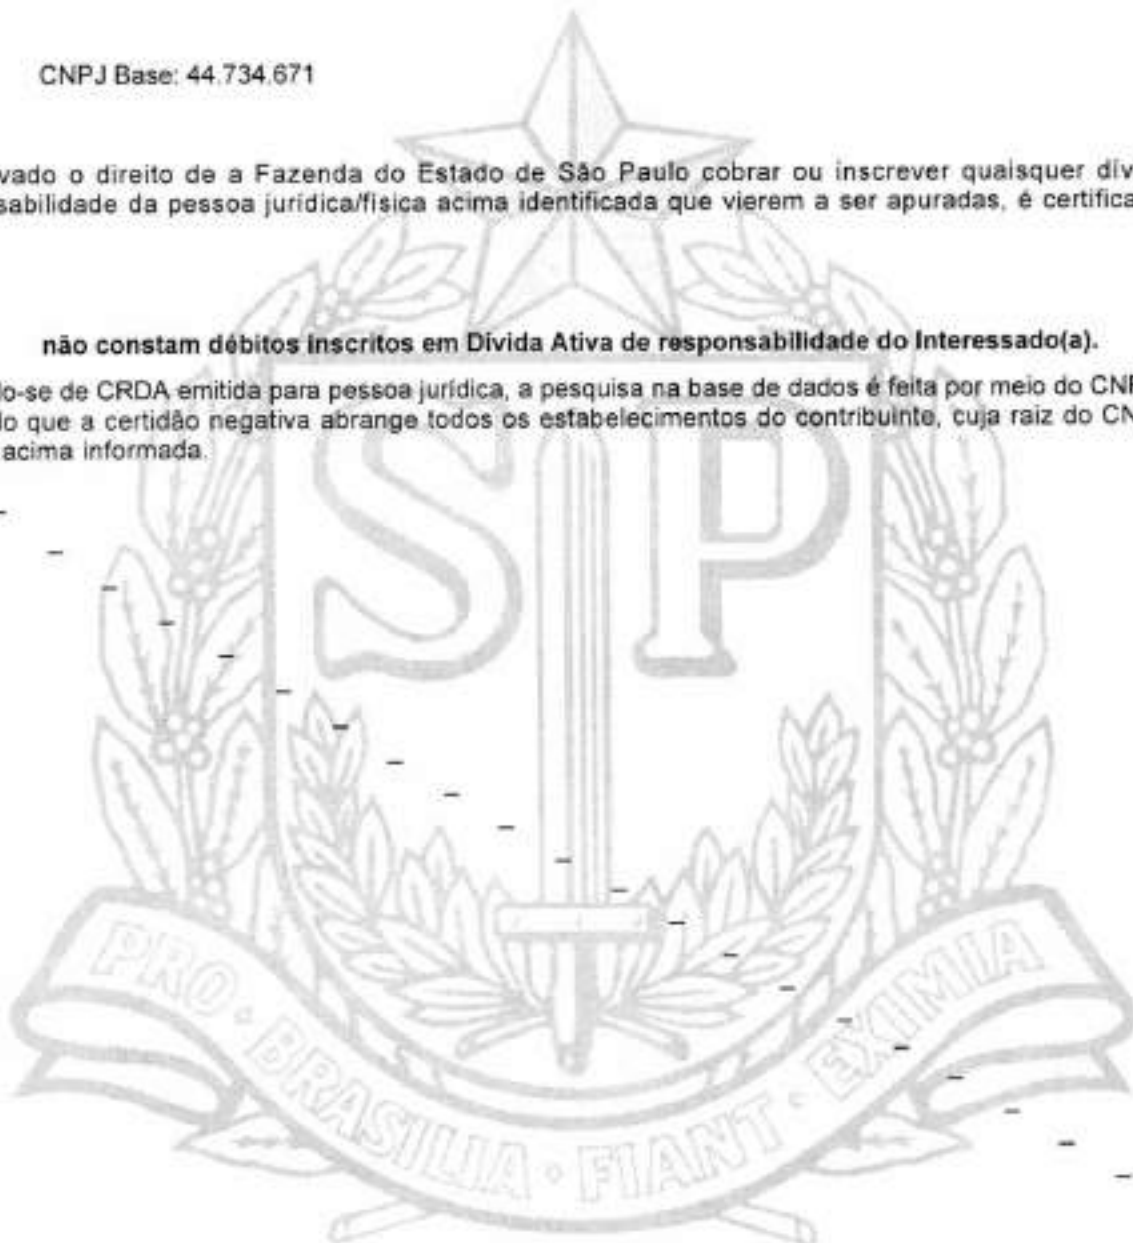 CNPJ Base: 44.734.671
vado o direito de a Fazenda do Estado de São Paulo cobrar ou inscrever quaisquer dív
sabilidade da pessoa jurídica/física acima identificada que vierem a ser apuradas, é certifica
não constam débitos inscritos em Dívida Ativa de responsabilidade do Interessado(a).
lo-se de CRDA emitida para pessoa jurídica, a pesquisa na base de dados é feita por meio do CNP
lo que a certidão negativa abrange todos os estabelecimentos do contribuinte, cuja raiz do CN
acima informada.
SP
PRO · BRASILIA · FIANT · EXIMIA